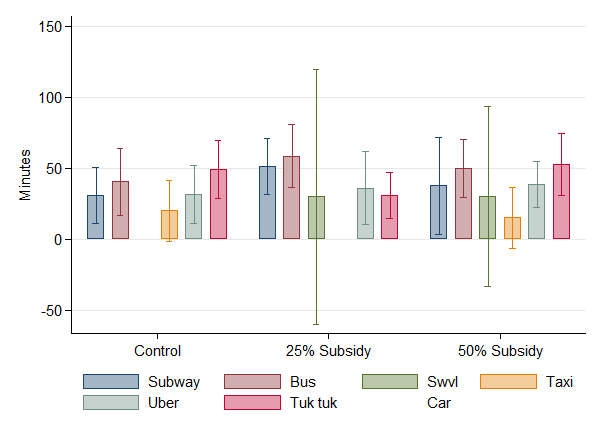 150
100
50
0
-50
Minutes
Control 25% Subsidy 50% Subsidy
Subway Bus Swvl Taxi
Uber Tuk tuk Car